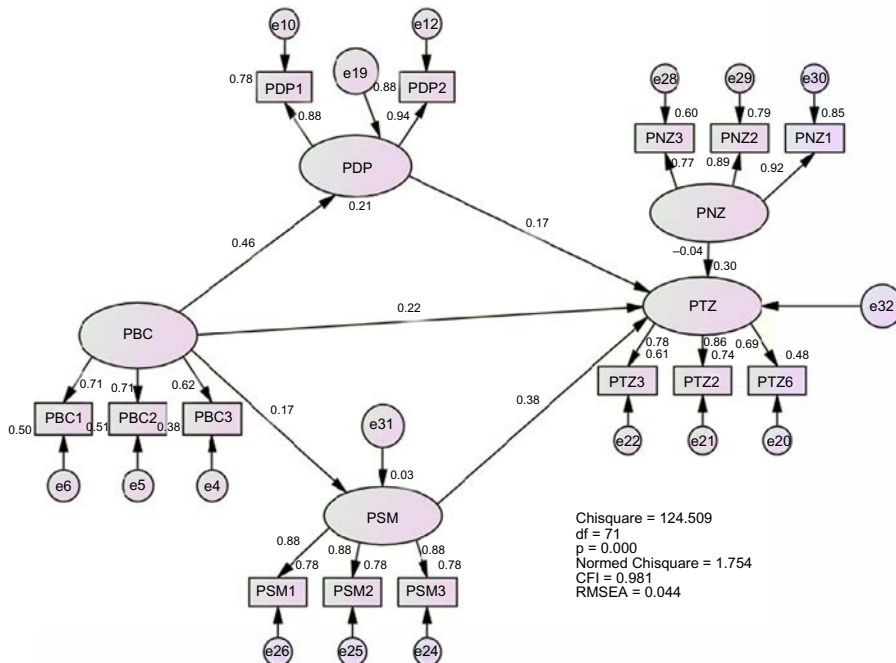 e10
e12
e19
0.78
PDP1
0.88
PDP2
0.88
0.94
PDP
0.21
e28
e29
e30
0.60
0.79
0.85
PNZ3
PNZ2
PNZ1
0.77
0.89
0.92
PNZ
–0.04
0.30
0.46
0.17
PBC
0.22
PTZ
e32
0.71
0.71
0.62
0.50
PBC1
0.51
PBC2
0.38
PBC3
e6
e5
e4
0.17
0.38
0.78
0.86
0.69
0.61
0.74
0.48
PTZ3
PTZ2
PTZ6
e22
e21
e20
e31
0.03
PSM
0.88
0.88
0.88
0.78
0.78
0.78
PSM1
PSM2
PSM3
e26
e25
e24
Chisquare = 124.509
df = 71
p = 0.000
Normed Chisquare = 1.754
CFI = 0.981
RMSEA = 0.044